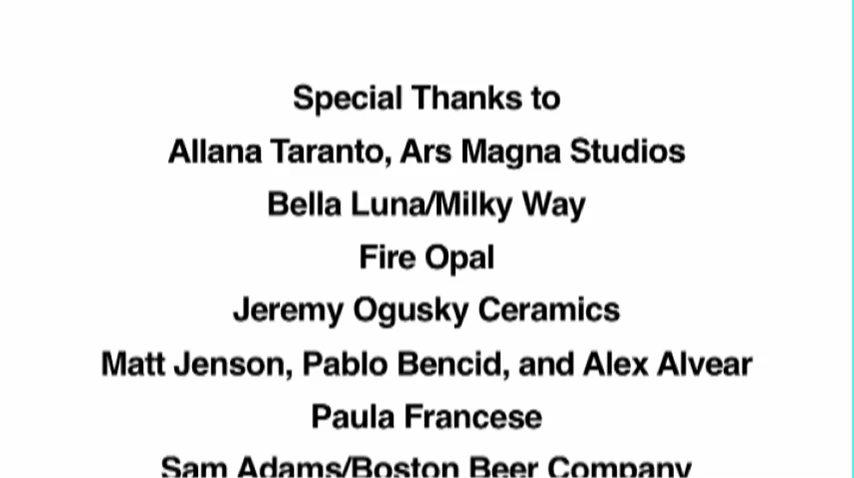 Special Thanks to
Allana Taranto, Ars Magna Studios
Bella Luna/Milky Way
Fire Opal
Jeremy Ogusky Ceramics
Matt Jenson, Pablo Bencid, and Alex Alvear
Paula Francese
Sam Adams/Boston Beer Company